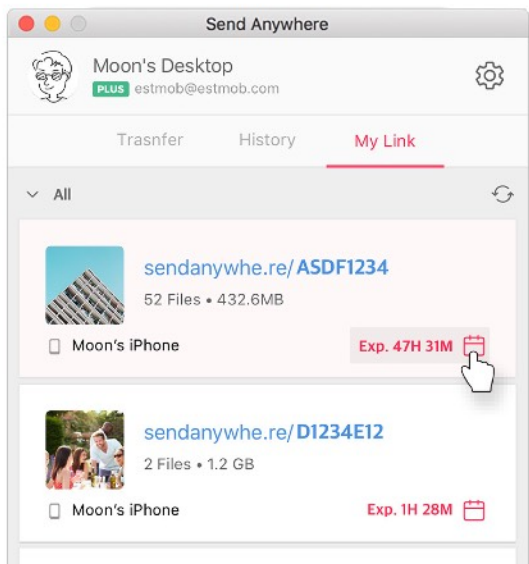 Send Anywhere
Moon's Desktop
PLUS estmob@estmob.com
Trasnfer History My Link
All
sendanywhe.re/ASDF1234
52 Files • 432.6MB
Moon's iPhone Exp. 47H 31M
sendanywhe.re/D1234E12
2 Files • 1.2 GB
Moon's iPhone Exp. 1H 28M